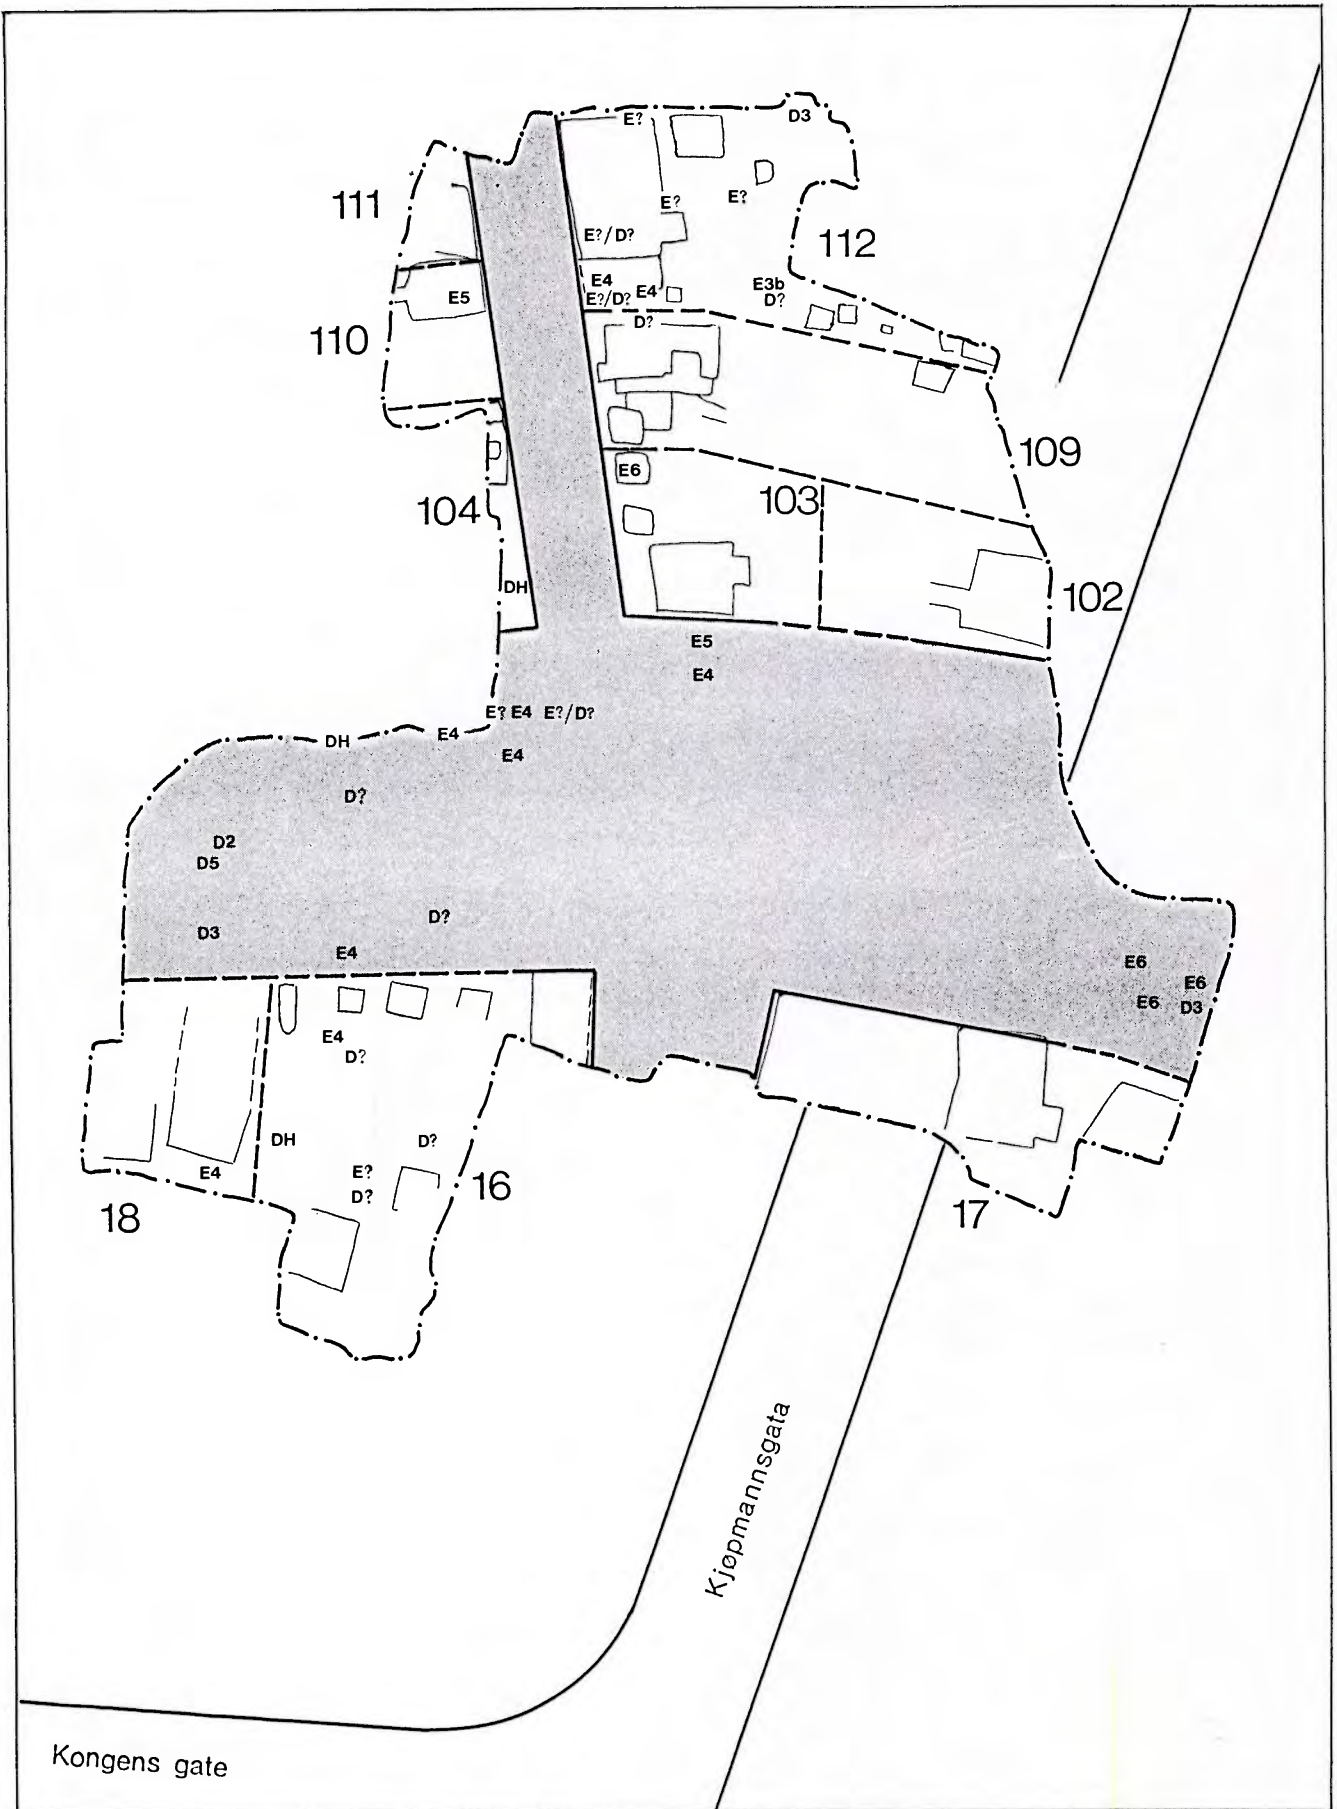 E?
D3
111
E?
E?
E?/D?
112
E4
E?/D?
E4
E3b
D?
E5
D?
110
109
E6
103
104
DH
102
E5
E4
E? E4 E?/D?
DH
E4
E4
D?
D2
D5
D?
D3
E4
E6
E6
E6
D3
E4
D?
DH
D?
E4
E?
D?
16
18
17
Kjøpmannsgata
Kongens gate